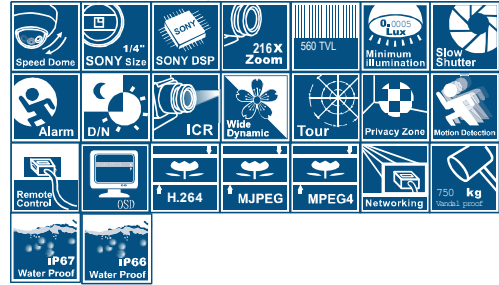 Speed Dome
1/4"
SONY Size
SONY
SONY DSP
216X
Zoom
560 TVL
0.0005
Lux
Minimum
illumination
Slow
Shutter
Alarm
D/N
ICR
Wide
Dynamic
Tour
Privacy Zone
Motion Detection
Remote
Control
OSD
H.264
MJPEG
MPEG4
Networking
750 kg
Vandal proof
IP67
Water Proof
IP66
Water Proof